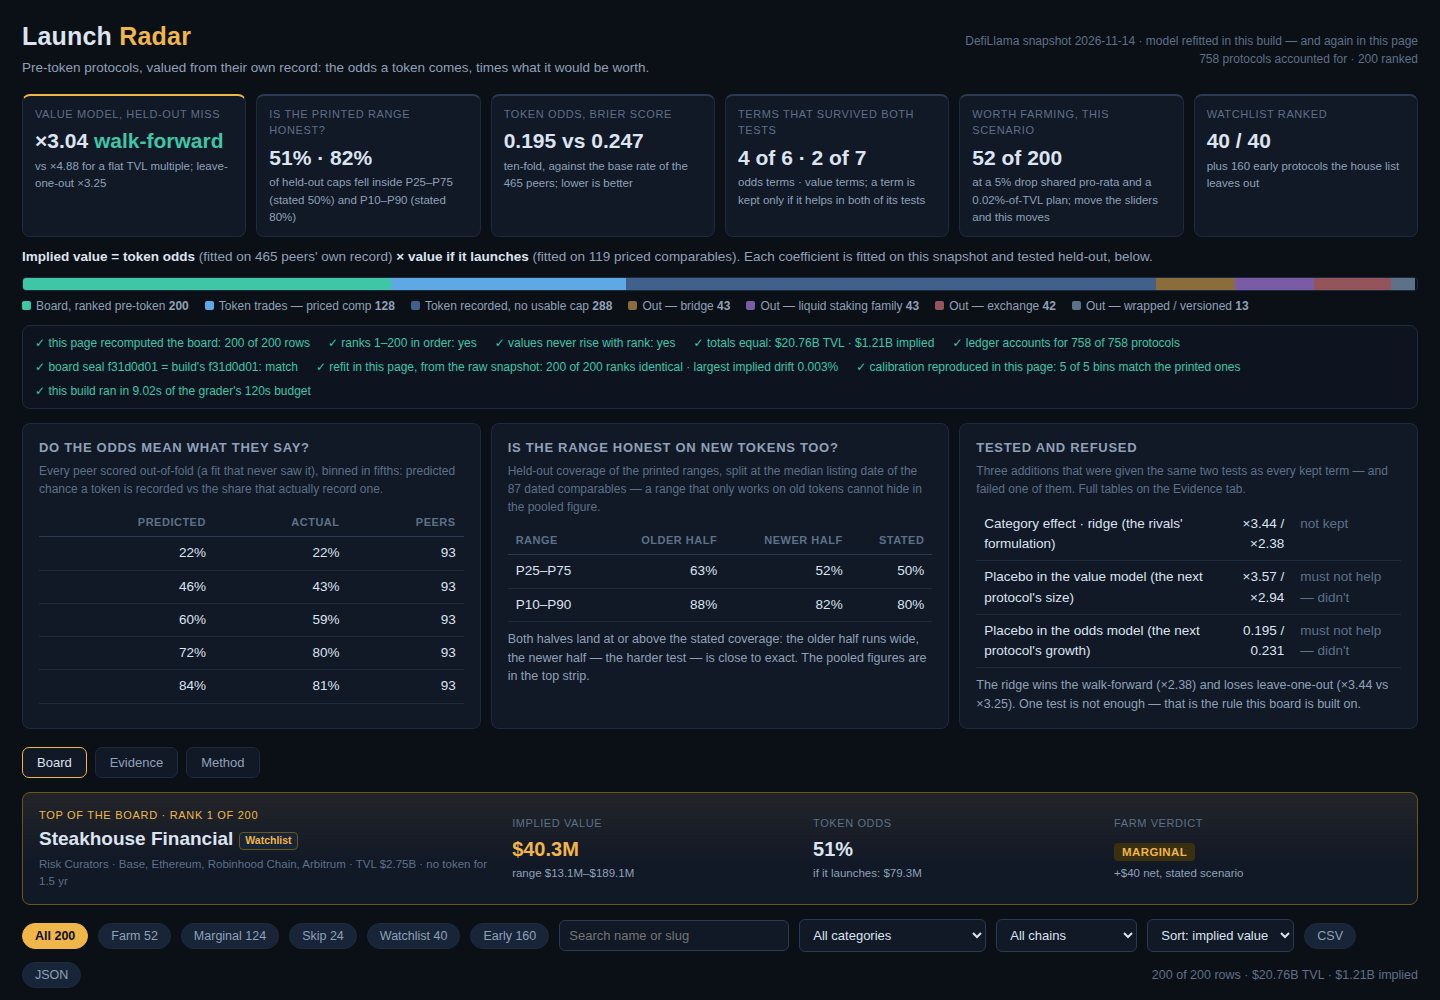 Launch Radar
DefiLlama snapshot 2026-11-14 · model refitted in this build — and again in this page
Pre-token protocols, valued from their own record: the odds a token comes, times what it would be worth.
758 protocols accounted for · 200 ranked
VALUE MODEL, HELD-OUT MISS
×3.04 walk-forward
vs ×4.88 for a flat TVL multiple; leave-
one-out ×3.25
IS THE PRINTED RANGE
HONEST?
51% · 82%
of held-out caps fell inside P25–P75
(stated 50%) and P10–P90 (stated
80%)
TOKEN ODDS, BRIER SCORE
0.195 vs 0.247
ten-fold, against the base rate of the
465 peers; lower is better
TERMS THAT SURVIVED BOTH
TESTS
4 of 6 · 2 of 7
odds terms · value terms; a term is
kept only if it helps in both of its tests
WORTH FARMING, THIS
SCENARIO
52 of 200
at a 5% drop shared pro-rata and a
0.02%-of-TVL plan; move the sliders
and this moves
WATCHLIST RANKED
40 / 40
plus 160 early protocols the house list
leaves out
Implied value = token odds (fitted on 465 peers' own record) × value if it launches (fitted on 119 priced comparables). Each coefficient is fitted on this snapshot and tested held-out, below.
Board, ranked pre-token 200 Token trades — priced comp 128 Token recorded, no usable cap 288 Out — bridge 43 Out — liquid staking family 43 Out — exchange 42 Out — wrapped / versioned 13
✓ this page recomputed the board: 200 of 200 rows ✓ ranks 1–200 in order: yes ✓ values never rise with rank: yes ✓ totals equal: $20.76B TVL · $1.21B implied ✓ ledger accounts for 758 of 758 protocols
✓ board seal f31d0d01 = build's f31d0d01: match ✓ refit in this page, from the raw snapshot: 200 of 200 ranks identical · largest implied drift 0.003% ✓ calibration reproduced in this page: 5 of 5 bins match the printed ones
✓ this build ran in 9.02s of the grader's 120s budget
DO THE ODDS MEAN WHAT THEY SAY?
Every peer scored out-of-fold (a fit that never saw it), binned in fifths: predicted
chance a token is recorded vs the share that actually record one.
PREDICTED ACTUAL PEERS
22% 22% 93
46% 43% 93
60% 59% 93
72% 80% 93
84% 81% 93
IS THE RANGE HONEST ON NEW TOKENS TOO?
Held-out coverage of the printed ranges, split at the median listing date of the
87 dated comparables — a range that only works on old tokens cannot hide in
the pooled figure.
RANGE OLDER HALF NEWER HALF STATED
P25–P75 63% 52% 50%
P10–P90 88% 82% 80%
Both halves land at or above the stated coverage: the older half runs wide,
the newer half — the harder test — is close to exact. The pooled figures are
in the top strip.
TESTED AND REFUSED
Three additions that were given the same two tests as every kept term — and
failed one of them. Full tables on the Evidence tab.
Category effect · ridge (the rivals' ×3.44 / not kept
formulation) ×2.38
Placebo in the value model (the next ×3.57 / must not help
protocol's size) ×2.94 — didn't
Placebo in the odds model (the next 0.195 / must not help
protocol's growth) 0.231 — didn't
The ridge wins the walk-forward (×2.38) and loses leave-one-out (×3.44 vs
×3.25). One test is not enough — that is the rule this board is built on.
Board Evidence Method
TOP OF THE BOARD · RANK 1 OF 200
Steakhouse Financial Watchlist
Risk Curators · Base, Ethereum, Robinhood Chain, Arbitrum · TVL $2.75B · no token for
1.5 yr
IMPLIED VALUE
$40.3M
range $13.1M–$189.1M
TOKEN ODDS
51%
if it launches: $79.3M
FARM VERDICT
MARGINAL
+$40 net, stated scenario
All 200 Farm 52 Marginal 124 Skip 24 Watchlist 40 Early 160 Search name or slug All categories All chains Sort: implied value CSV
JSON
200 of 200 rows · $20.76B TVL · $1.21B implied